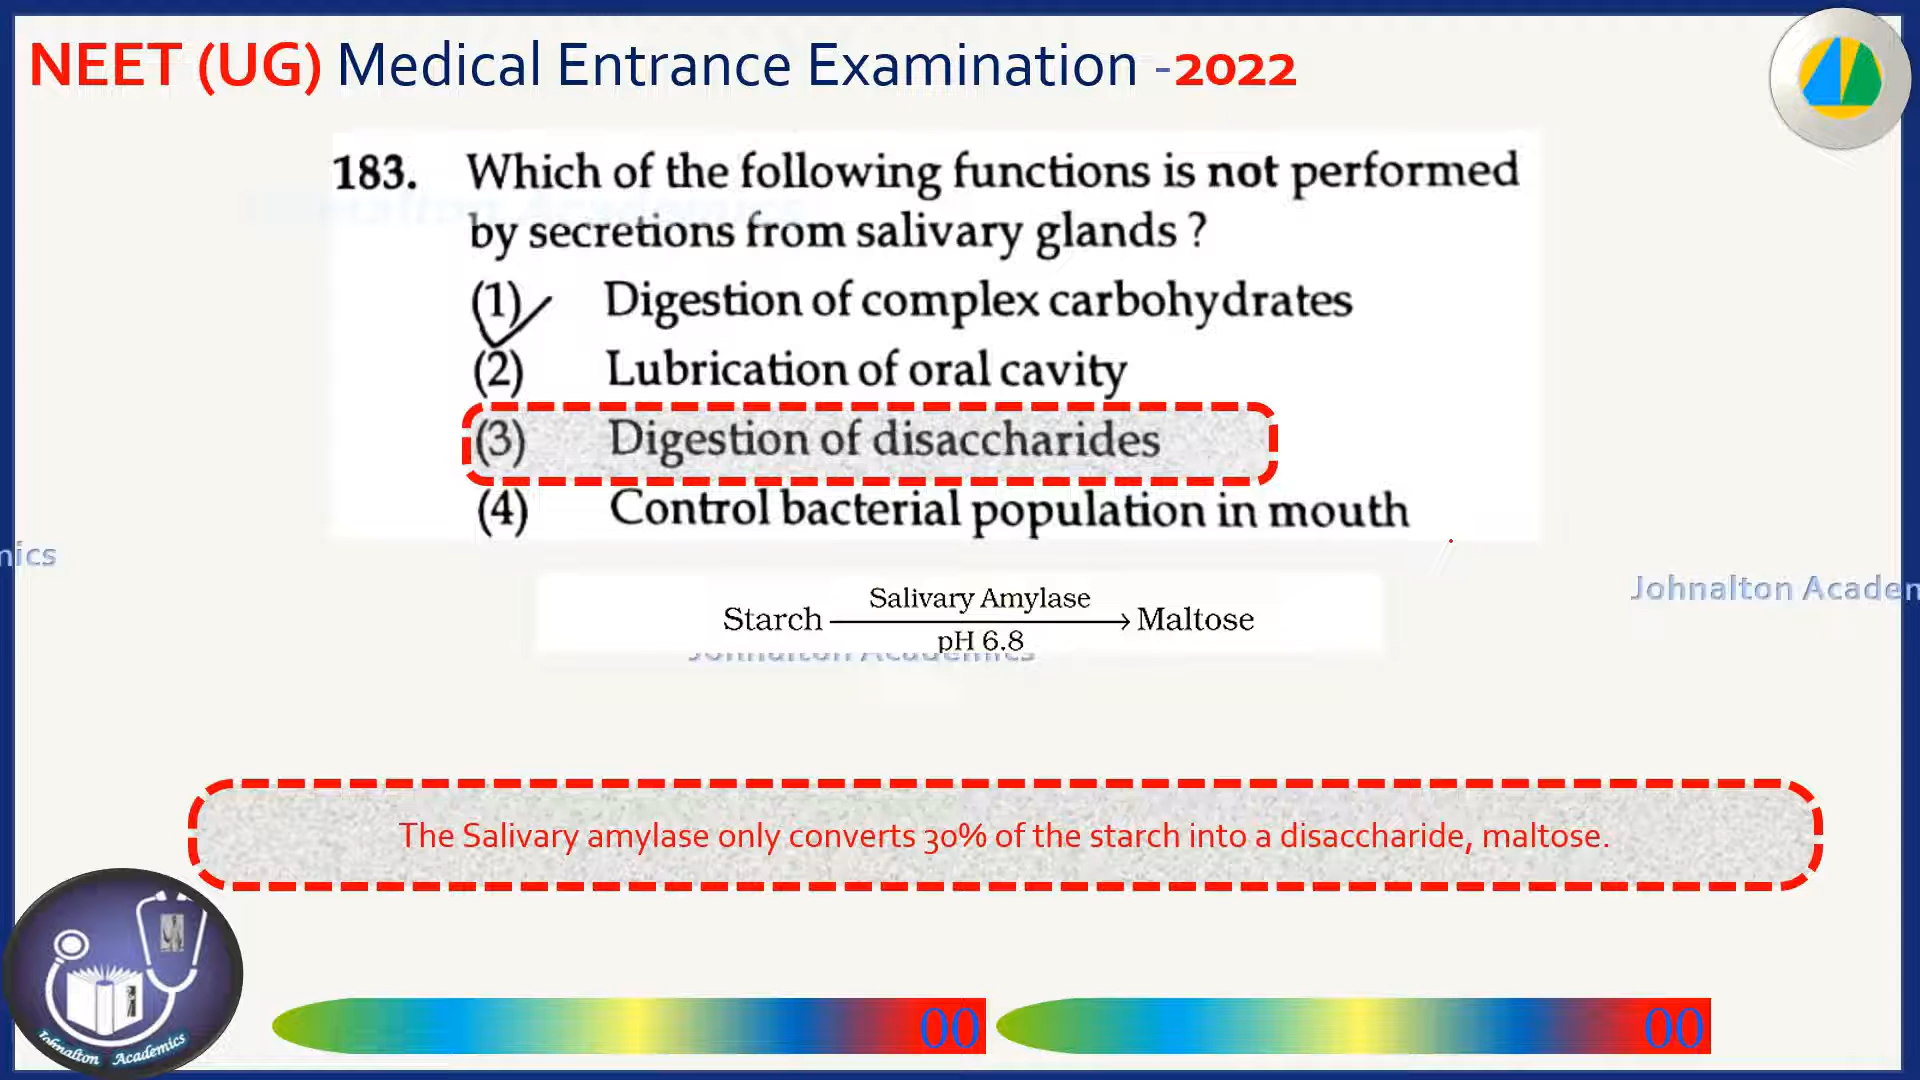 NEET (UG) Medical Entrance Examination -2022
183. Which of the following functions is not performed
by secretions from salivary glands ?
(1) Digestion of complex carbohydrates
(2) Lubrication of oral cavity
(3) Digestion of disaccharides
(4) Control bacterial population in mouth
nics
Johnalton Academ
Salivary Amylase
Starch → Maltose
pH 6.8
Johnalton Academics
The Salivary amylase only converts 30% of the starch into a disaccharide, maltose.
Johnalton Academics
00
00